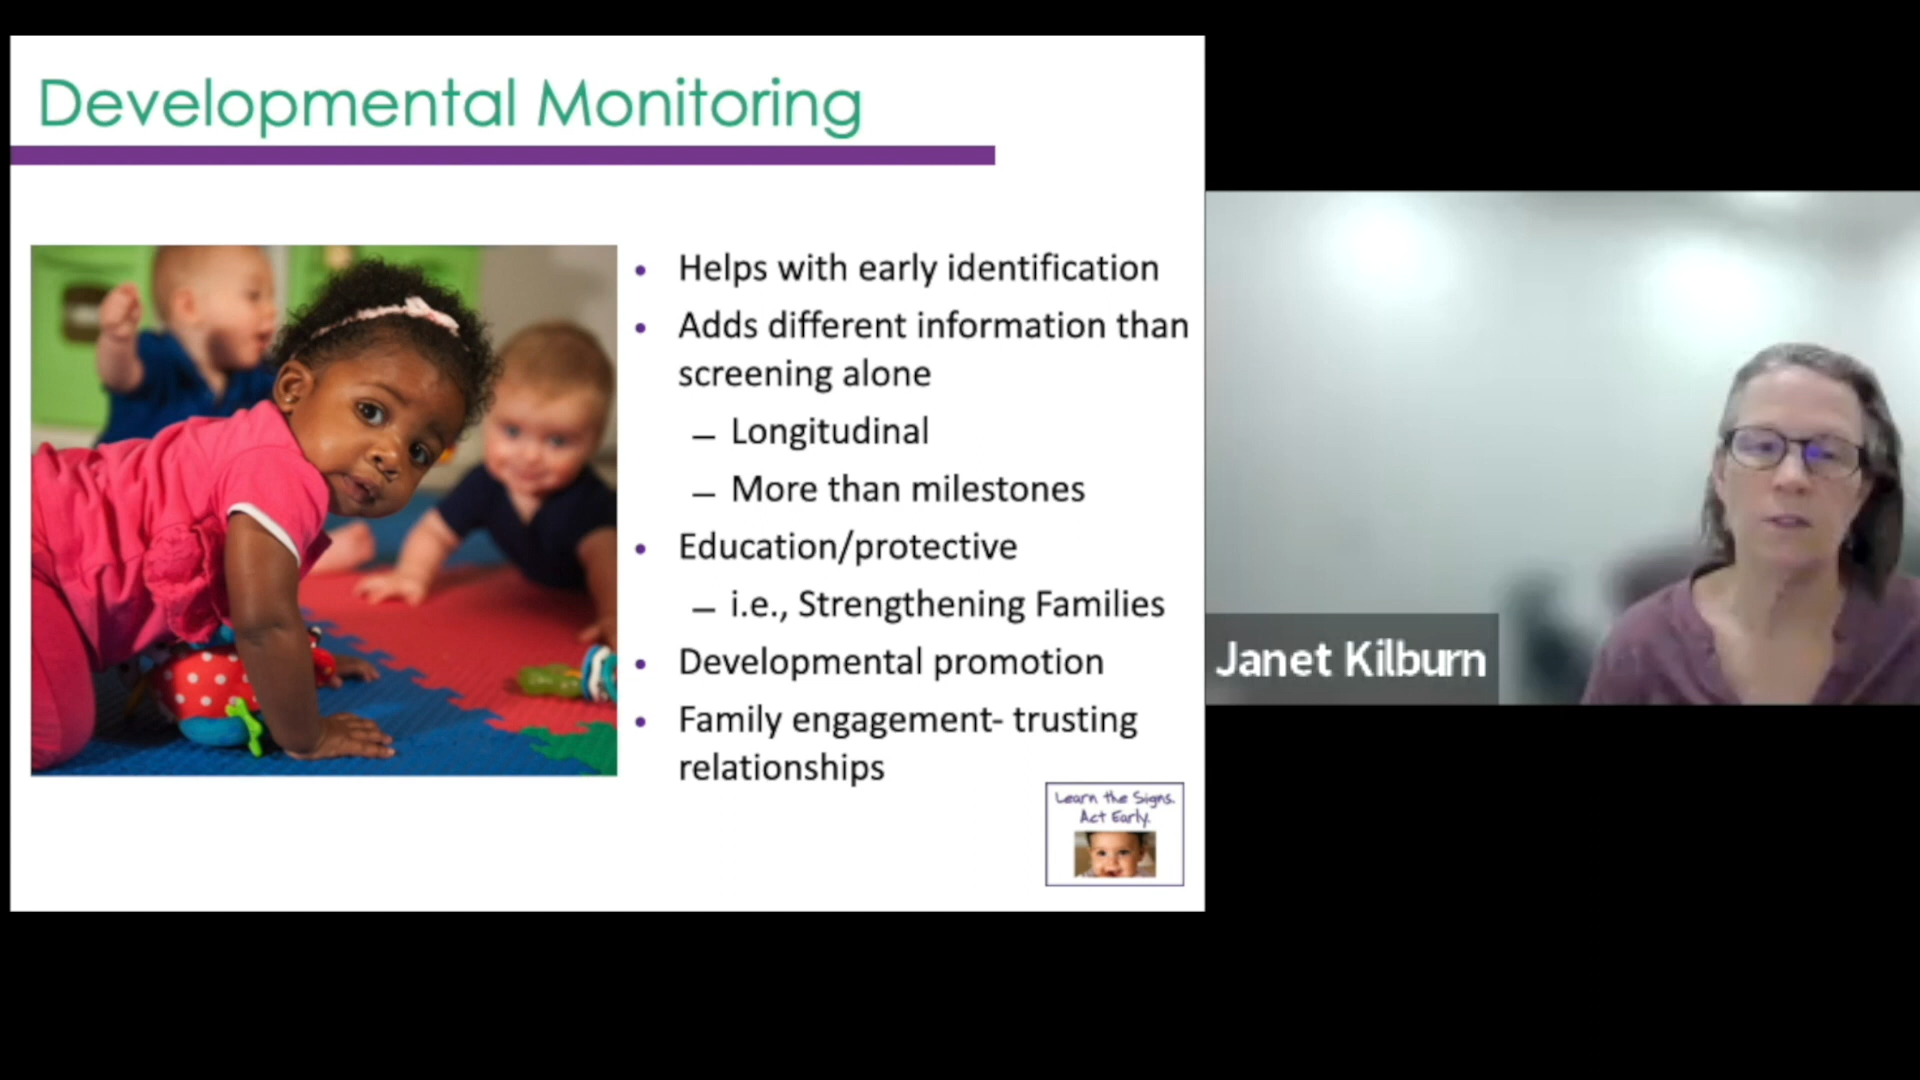 Developmental Monitoring
• Helps with early identification
• Adds different information than
screening alone
– Longitudinal
– More than milestones
• Education/protective
– i.e., Strengthening Families
• Developmental promotion
• Family engagement- trusting
relationships
Learn the Signs.
Act Early.
Janet Kilburn